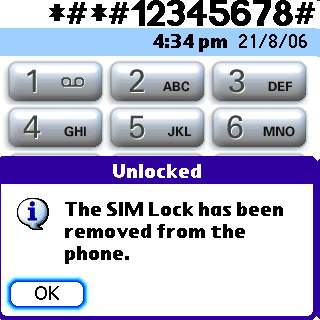 *#*#12345678#
4:34 pm 21/8/06
1 2 ABC 3 DEF
4 GHI 5 JKL 6 MNO
Unlocked
The SIM Lock has been
removed from the
phone.
OK